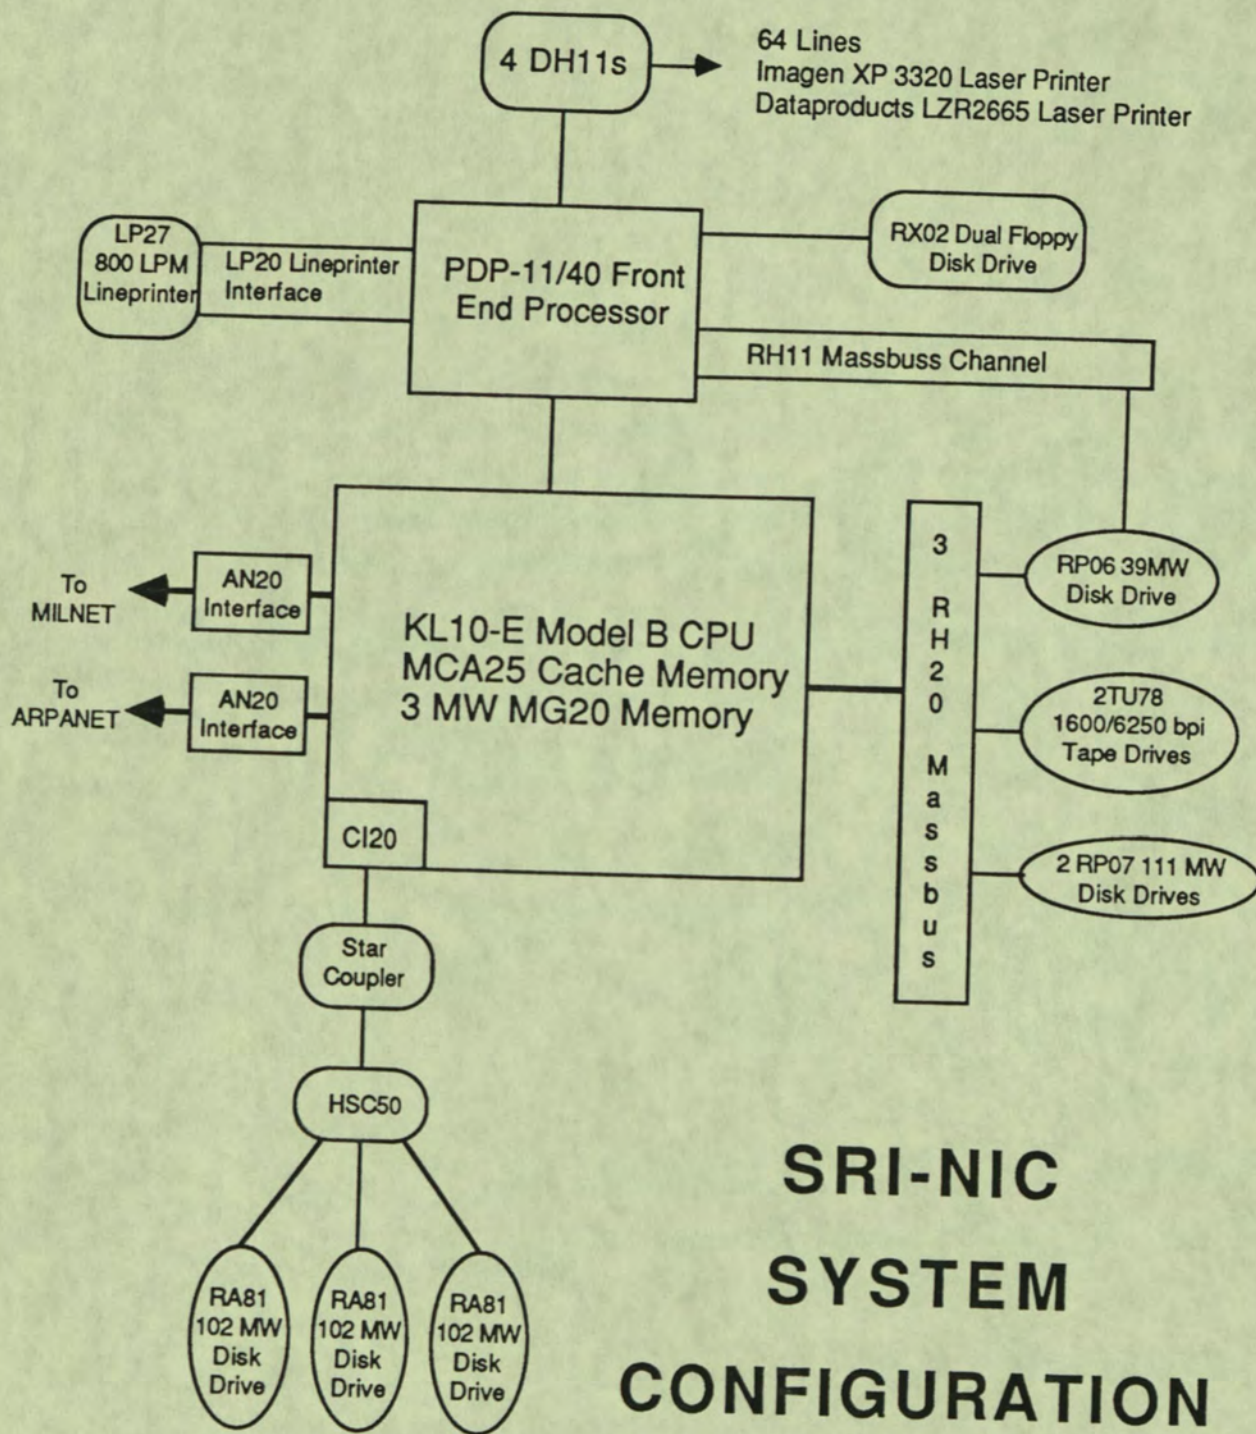 4 DH11s
64 Lines
Imagen XP 3320 Laser Printer
Dataproducts LZR2665 Laser Printer
LP27
800 LPM
Lineprinter
LP20 Lineprinter
Interface
PDP-11/40 Front
End Processor
RX02 Dual Floppy
Disk Drive
RH11 Massbuss Channel
To
MILNET
AN20
Interface
To
ARPANET
AN20
Interface
KL10-E Model B CPU
MCA25 Cache Memory
3 MW MG20 Memory
CI20
3 RH20 Massbus
RP06 39MW
Disk Drive
2TU78
1600/6250 bpi
Tape Drives
2 RP07 111 MW
Disk Drives
Star
Coupler
HSC50
RA81
102 MW
Disk
Drive
RA81
102 MW
Disk
Drive
RA81
102 MW
Disk
Drive
SRI-NIC
SYSTEM
CONFIGURATION